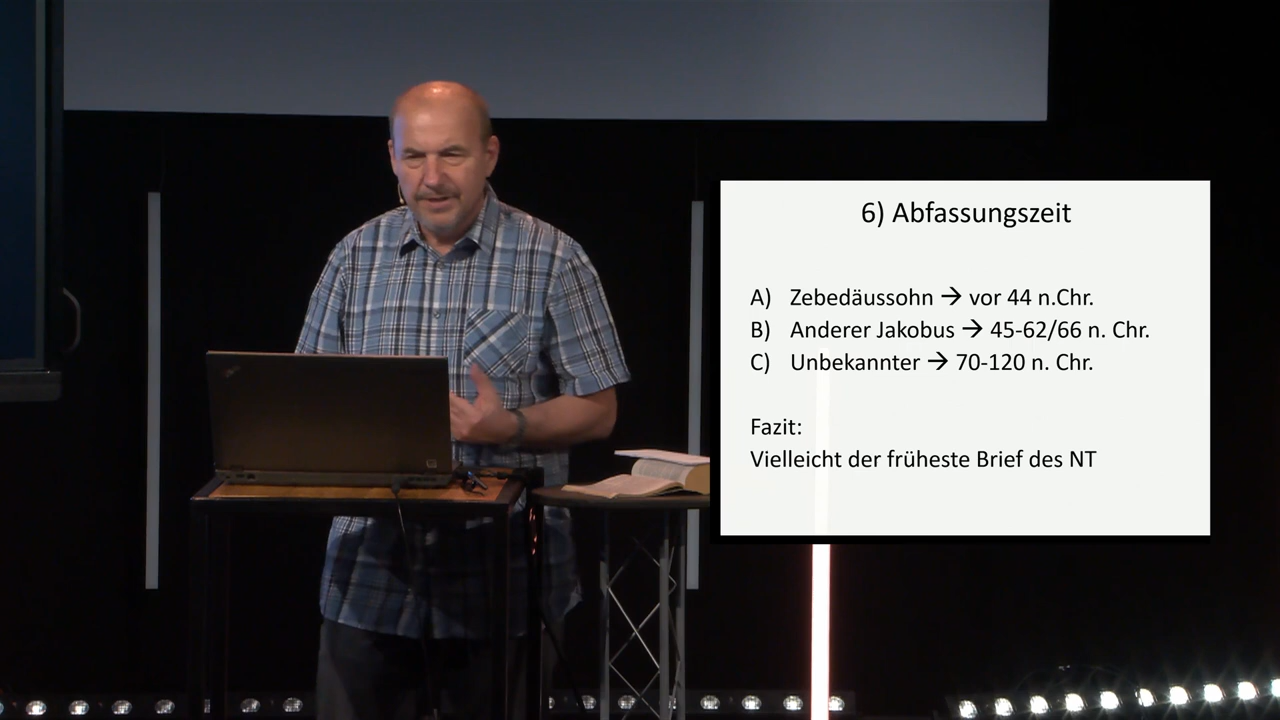 6) Abfassungszeit
A) Zebedäussohn → vor 44 n.Chr.
B) Anderer Jakobus → 45-62/66 n. Chr.
C) Unbekannter → 70-120 n. Chr.
Fazit:
Vielleicht der früheste Brief des NT